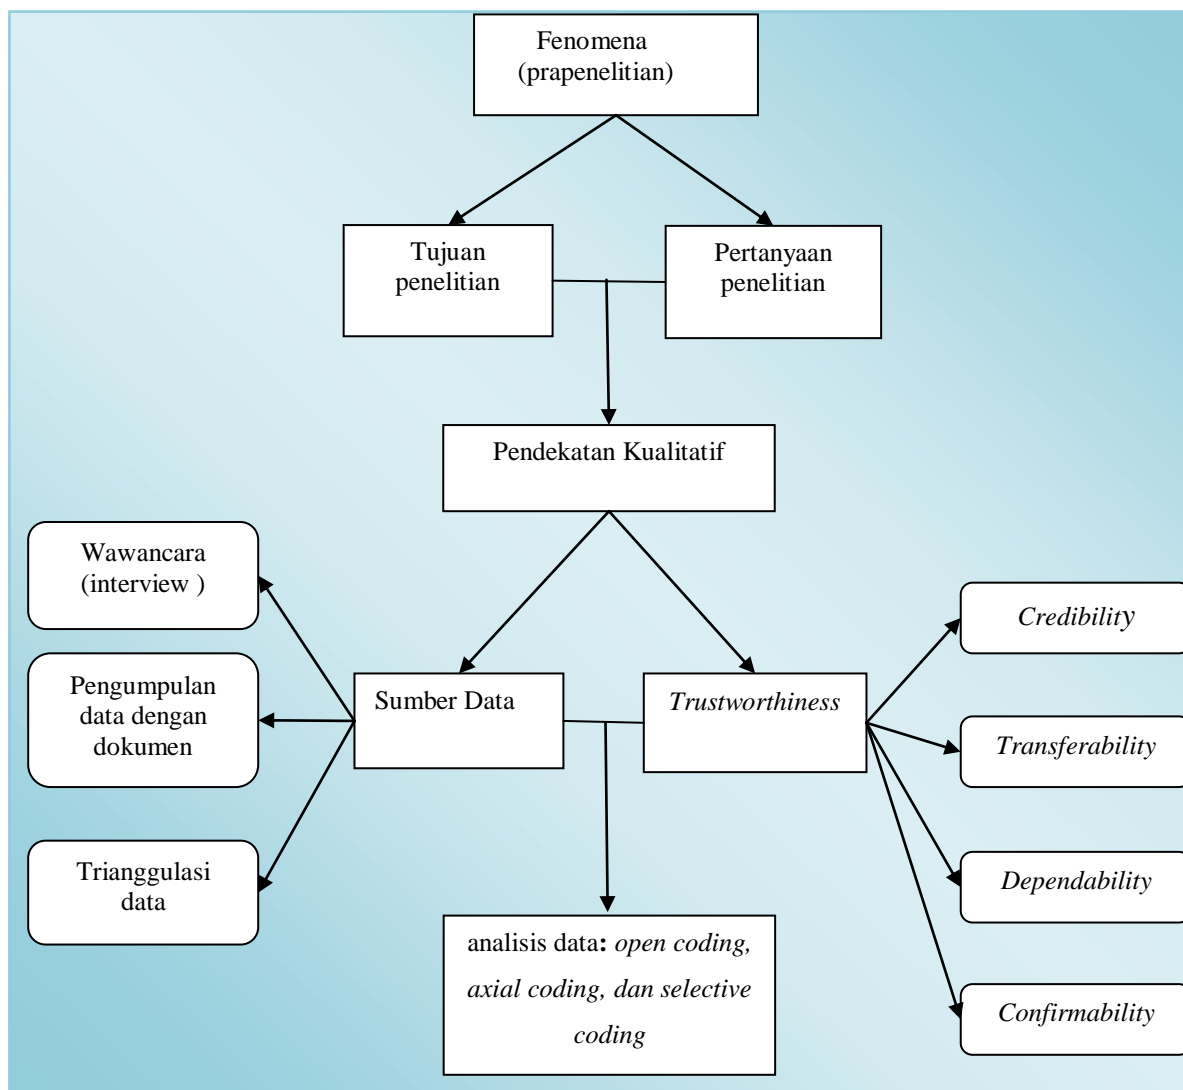 Fenomena
(prapenelitian)
Tujuan
penelitian
Pertanyaan
penelitian
Pendekatan Kualitatif
Wawancara
(interview )
Pengumpulan
data dengan
dokumen
Trianggulasi
data
Sumber Data
Trustworthiness
Credibility
Transferability
Dependability
Confirmability
analisis data: open coding,
axial coding, dan selective
coding